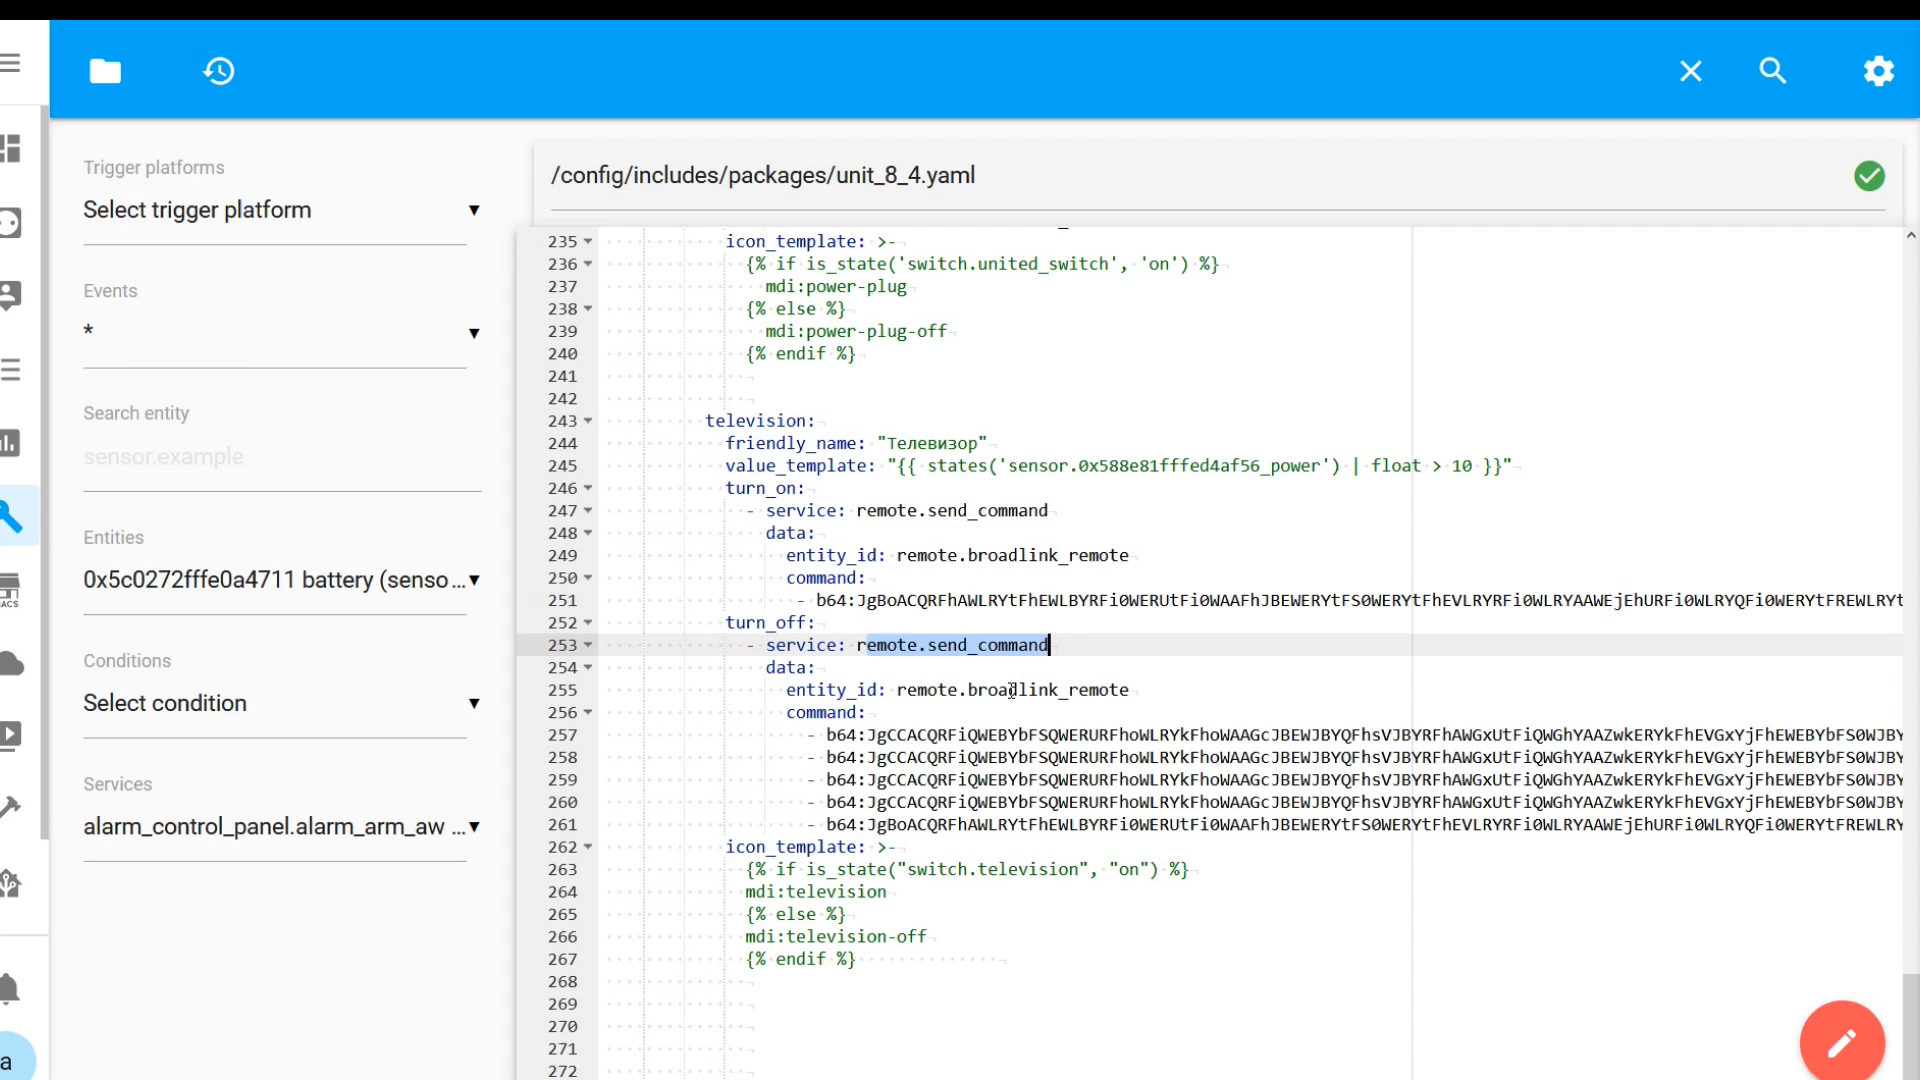 Trigger platforms
Select trigger platform
Events
*
Search entity
sensor.example
Entities
0x5c0272fffe0a4711 battery (senso ...
Conditions
Select condition
Services
alarm_control_panel.alarm_arm_aw ...
ACS
a
/config/includes/packages/unit_8_4.yaml
235 icon_template: >-
236 {% if is_state('switch.united_switch', 'on') %}
237 mdi:power-plug
238 {% else %}
239 mdi:power-plug-off
240 {% endif %}
241
242
243 television:
244 friendly_name: "Телевизор"
245 value_template: "{{ states('sensor.0x588e81fffed4af56_power') | float > 10 }}"
246 turn_on:
247 - service: remote.send_command
248 data:
249 entity_id: remote.broadlink_remote
250 command:
251 - b64:JgBoACQRFhAWLRYtFhEWLBYRFi0WERUtFi0WAAFhJBEWERYtFS0WERYtFhEVLRYRFi0WLRYAAWEjEhURFi0WLRYQFi0WERYtFREWLRYt
252 turn_off:
253 - service: remote.send_command
254 data:
255 entity_id: remote.broadlink_remote
256 command:
257 - b64:JgCCACQRFiQWEBYbFSQWERURFhoWLRYkFhoWAAGcJBEWJBYQFhsVJBYRFhAWGxUtFiQWGhYAAZwkERYkFhEVGxYjFhEWEBYbFS0WJBY
258 - b64:JgCCACQRFiQWEBYbFSQWERURFhoWLRYkFhoWAAGcJBEWJBYQFhsVJBYRFhAWGxUtFiQWGhYAAZwkERYkFhEVGxYjFhEWEBYbFS0WJBY
259 - b64:JgCCACQRFiQWEBYbFSQWERURFhoWLRYkFhoWAAGcJBEWJBYQFhsVJBYRFhAWGxUtFiQWGhYAAZwkERYkFhEVGxYjFhEWEBYbFS0WJBY
260 - b64:JgCCACQRFiQWEBYbFSQWERURFhoWLRYkFhoWAAGcJBEWJBYQFhsVJBYRFhAWGxUtFiQWGhYAAZwkERYkFhEVGxYjFhEWEBYbFS0WJBY
261 - b64:JgBoACQRFhAWLRYtFhEWLBYRFi0WERUtFi0WAAFhJBEWERYtFS0WERYtFhEVLRYRFi0WLRYAAWEjEhURFi0WLRYQFi0WERYtFREWLRY
262 icon_template: >-
263 {% if is_state("switch.television", "on") %}
264 mdi:television
265 {% else %}
266 mdi:television-off
267 {% endif %}
268
269
270
271
272